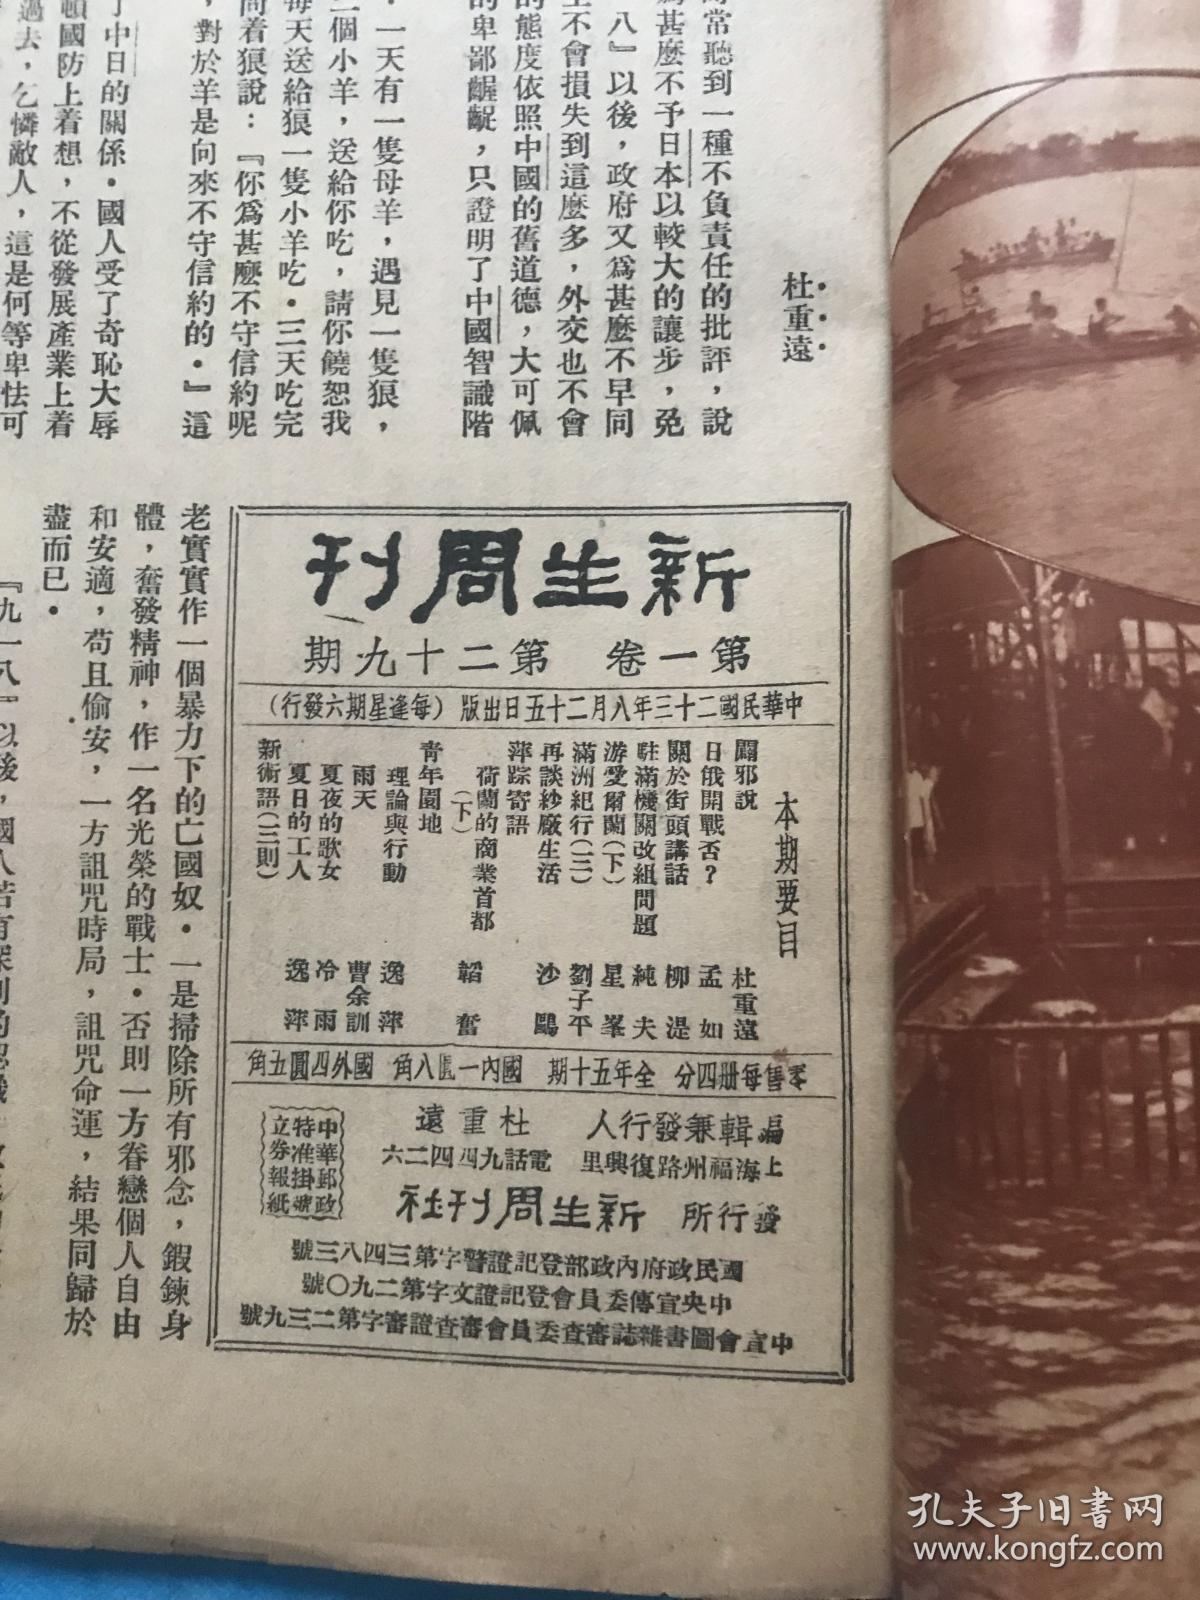 杜重遠
時常聽到一種不負責任的批評，說
爲甚麼不予日本以較大的讓步，免
八』以後，政府又爲甚麼不早同
不會損失到這麼多，外交也不會
的態度依照中國的舊道德，大可佩
的卑鄙齷齪，只證明了中國智識階
．一天有一隻母羊，遇見一隻狼，
二個小羊，送給你吃，請你饒恕我
每天送給狼一隻小羊吃．三天吃完
問着狼說：『你爲甚麼不守信約呢
，對於羊是向來不守信約的．』這
中日的關係．國人受了奇恥大辱
頓國防上着想，不從發展產業上着
過去，乞憐敵人，這是何等卑怯可
新生周刊
第一卷 第二十九期
中華民國二十三年八月二十五日出版（每逢星期六發行）
本期要目
闢邪說 杜重遠
日俄開戰否？ 孟如
關於街頭講話 柳湜
駐滿機關改組問題 純夫
游愛爾蘭（下） 星峯
滿洲紀行（二） 劉子平
再談紗廠生活 沙鷗
萍踪寄語
荷蘭的商業首都（下） 韜奮
青年園地
理論與行動 逸萍
雨天 曹余訓
夏夜的歌女 冷雨
夏日的工人 逸萍
新術語（三則）
零售每册四分 全年五十期 國內一圓八角 國外四圓五角
編輯兼發行人 杜重遠
上海福州路復興里 電話九四四二六
發行所 新生周刊社
中華郵政
特准掛號
立券報紙
國民政府內政部登記證警字第三四八三號
中央宣傳委員會登記證文字第二九〇號
中宣會圖書雜誌審查委員會審查證審字第二三九號
老實實作一個暴力下的亡國奴．一是掃除所有邪念，鍜鍊身
體，奮發精神，作一名光榮的戰士．否則一方眷戀個人自由
和安適，苟且偷安，一方詛咒時局，詛咒命運，結果同歸於
盡而已．
『九一八』以後，國人若有深刻的認識
孔夫子旧书网
www.kongfz.com